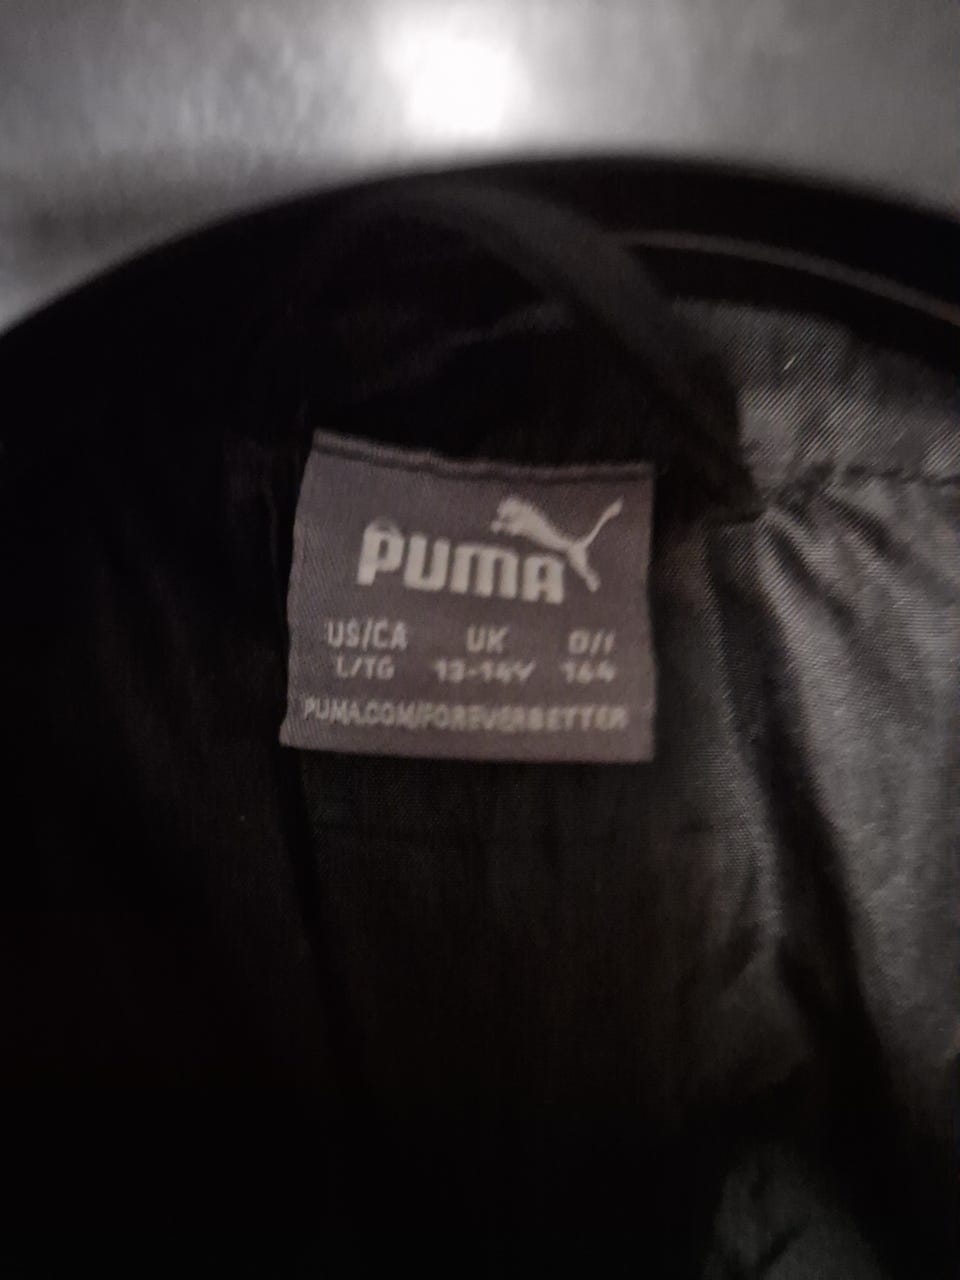 PUMA
US/CA UK D/I
L/TG 13-14Y 164
PUMA.COM/FOREVERBETTER